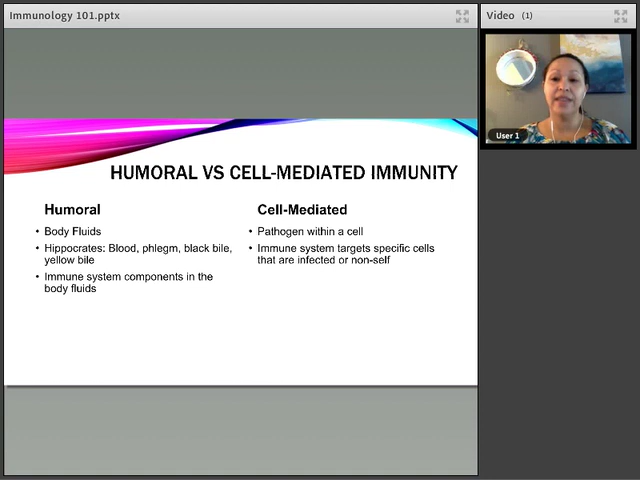 Immunology 101.pptx
Video (1)
User 1
HUMORAL VS CELL-MEDIATED IMMUNITY
Humoral
• Body Fluids
• Hippocrates: Blood, phlegm, black bile,
yellow bile
• Immune system components in the
body fluids
Cell-Mediated
• Pathogen within a cell
• Immune system targets specific cells
that are infected or non-self